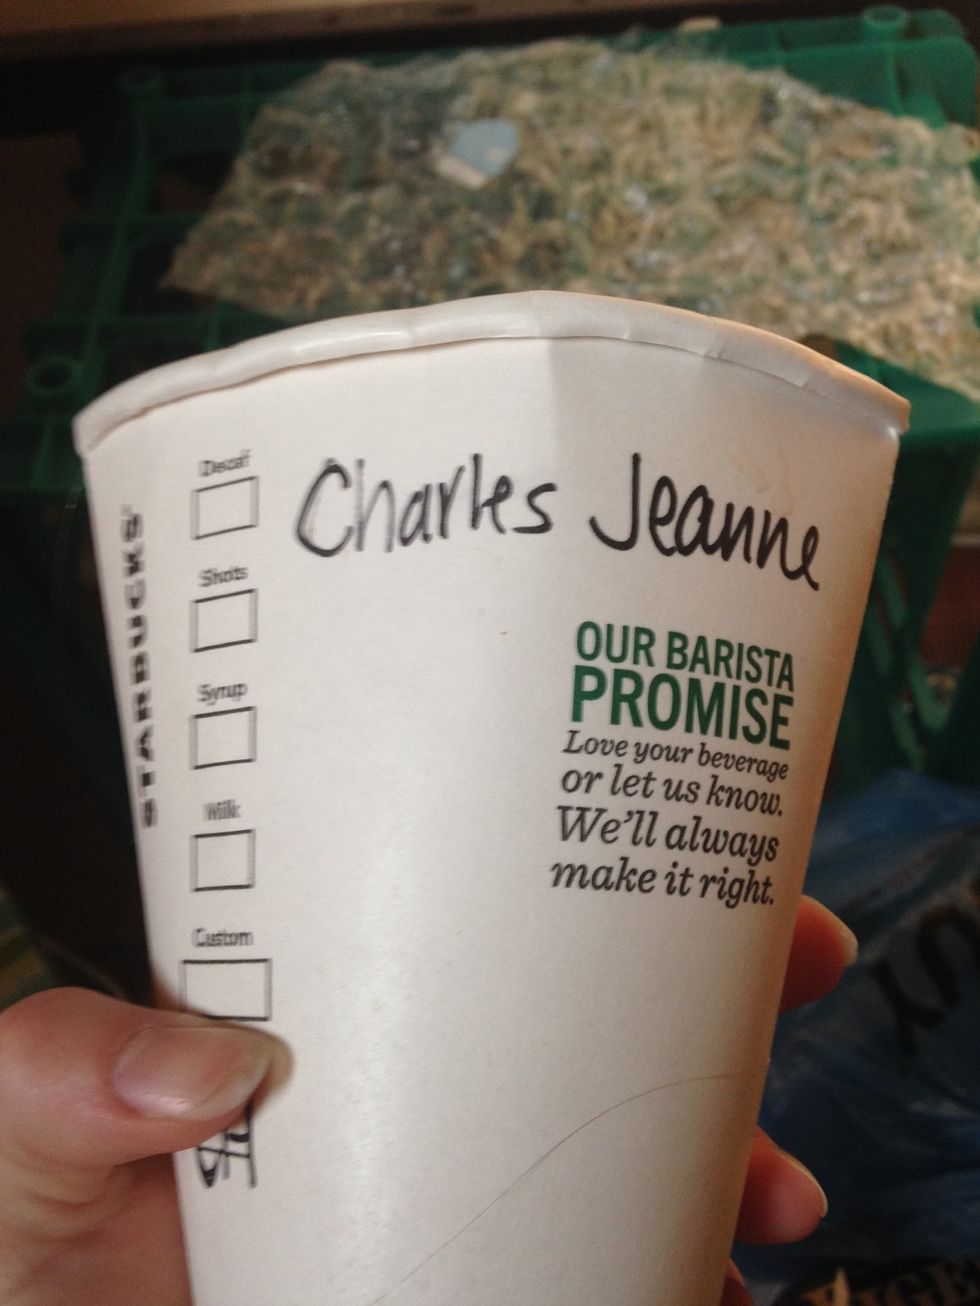 STARBUCKS
Decaf
Shots
Syrup
Milk
Custom
Charles Jeanne
OUR BARISTA
PROMISE
Love your beverage
or let us know.
We'll always
make it right.